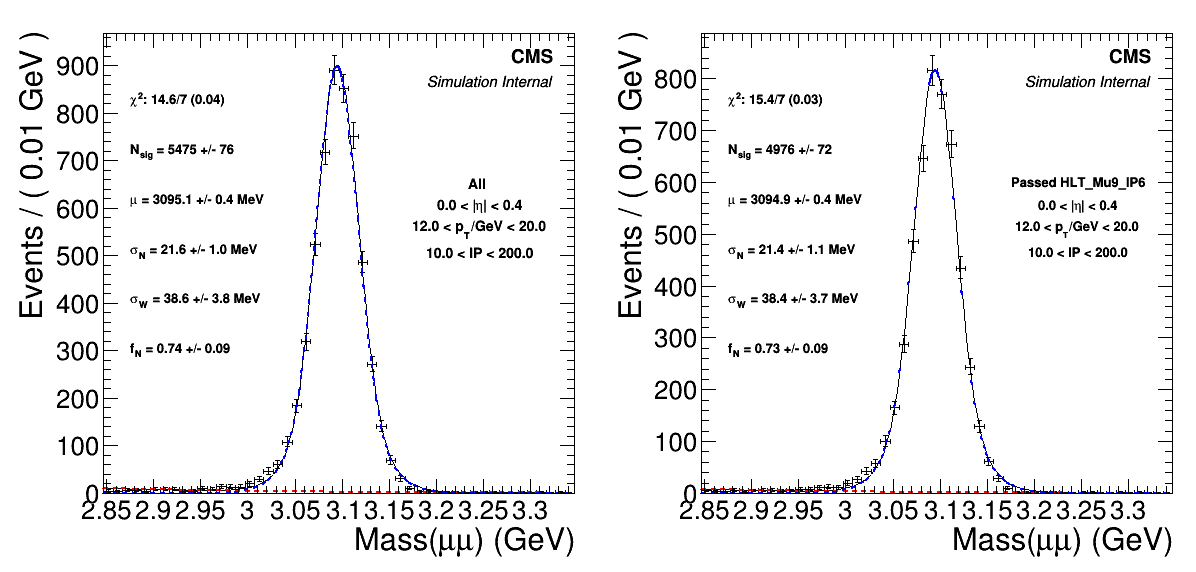 Events / ( 0.01 GeV )
900
800
700
600
500
400
300
200
100
0
CMS
Simulation Internal
χ²: 14.6/7 (0.04)
N_sig = 5475 +/- 76
μ = 3095.1 +/- 0.4 MeV
σ_N = 21.6 +/- 1.0 MeV
σ_W = 38.6 +/- 3.8 MeV
f_N = 0.74 +/- 0.09
All
0.0 < |η| < 0.4
12.0 < p_T/GeV < 20.0
10.0 < IP < 200.0
2.85 2.9 2.95 3 3.05 3.1 3.15 3.2 3.25 3.3
Mass(μμ) (GeV)
Events / ( 0.01 GeV )
800
700
600
500
400
300
200
100
0
CMS
Simulation Internal
χ²: 15.4/7 (0.03)
N_sig = 4976 +/- 72
μ = 3094.9 +/- 0.4 MeV
σ_N = 21.4 +/- 1.1 MeV
σ_W = 38.4 +/- 3.7 MeV
f_N = 0.73 +/- 0.09
Passed HLT_Mu9_IP6
0.0 < |η| < 0.4
12.0 < p_T/GeV < 20.0
10.0 < IP < 200.0
2.85 2.9 2.95 3 3.05 3.1 3.15 3.2 3.25 3.3
Mass(μμ) (GeV)